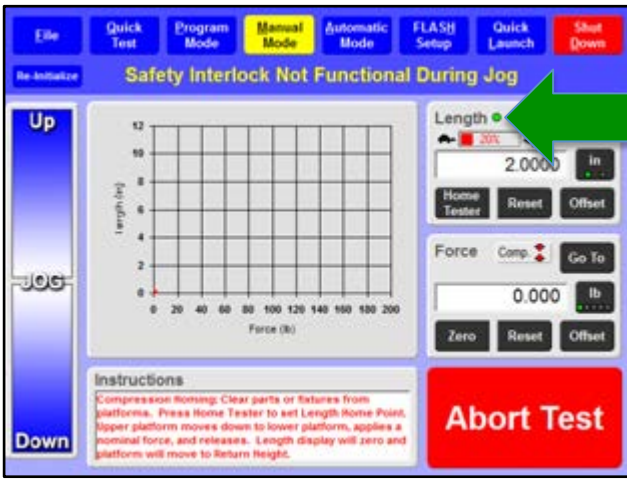 File
Quick Test
Program Mode
Manual Mode
Automatic Mode
FLASH Setup
Quick Launch
Shut Down
Re-Initialize
Safety Interlock Not Functional During Jog
Up
JOG
Down
12
10
8
6
4
2
0
Length (in)
0 20 40 60 80 100 120 140 160 180 200
Force (lb)
Length
20%
2.0000 in
Home Tester
Reset
Offset
Force
Comp.
Go To
0.000 lb
Zero
Reset
Offset
Instructions
Compression Homing: Clear parts or fixtures from
platforms. Press Home Tester to set Length Home Point.
Upper platform moves down to lower platform, applies a
nominal force, and releases. Length display will zero and
platform will move to Return Height.
Abort Test